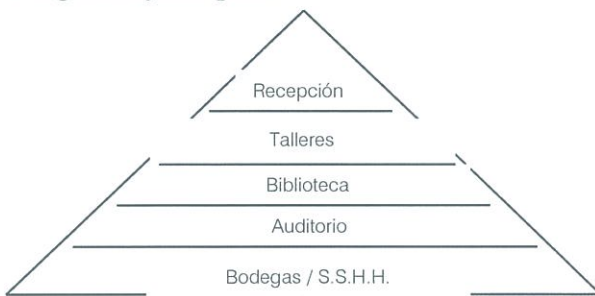 Recepción
Talleres
Biblioteca
Auditorio
Bodegas / S.S.H.H.